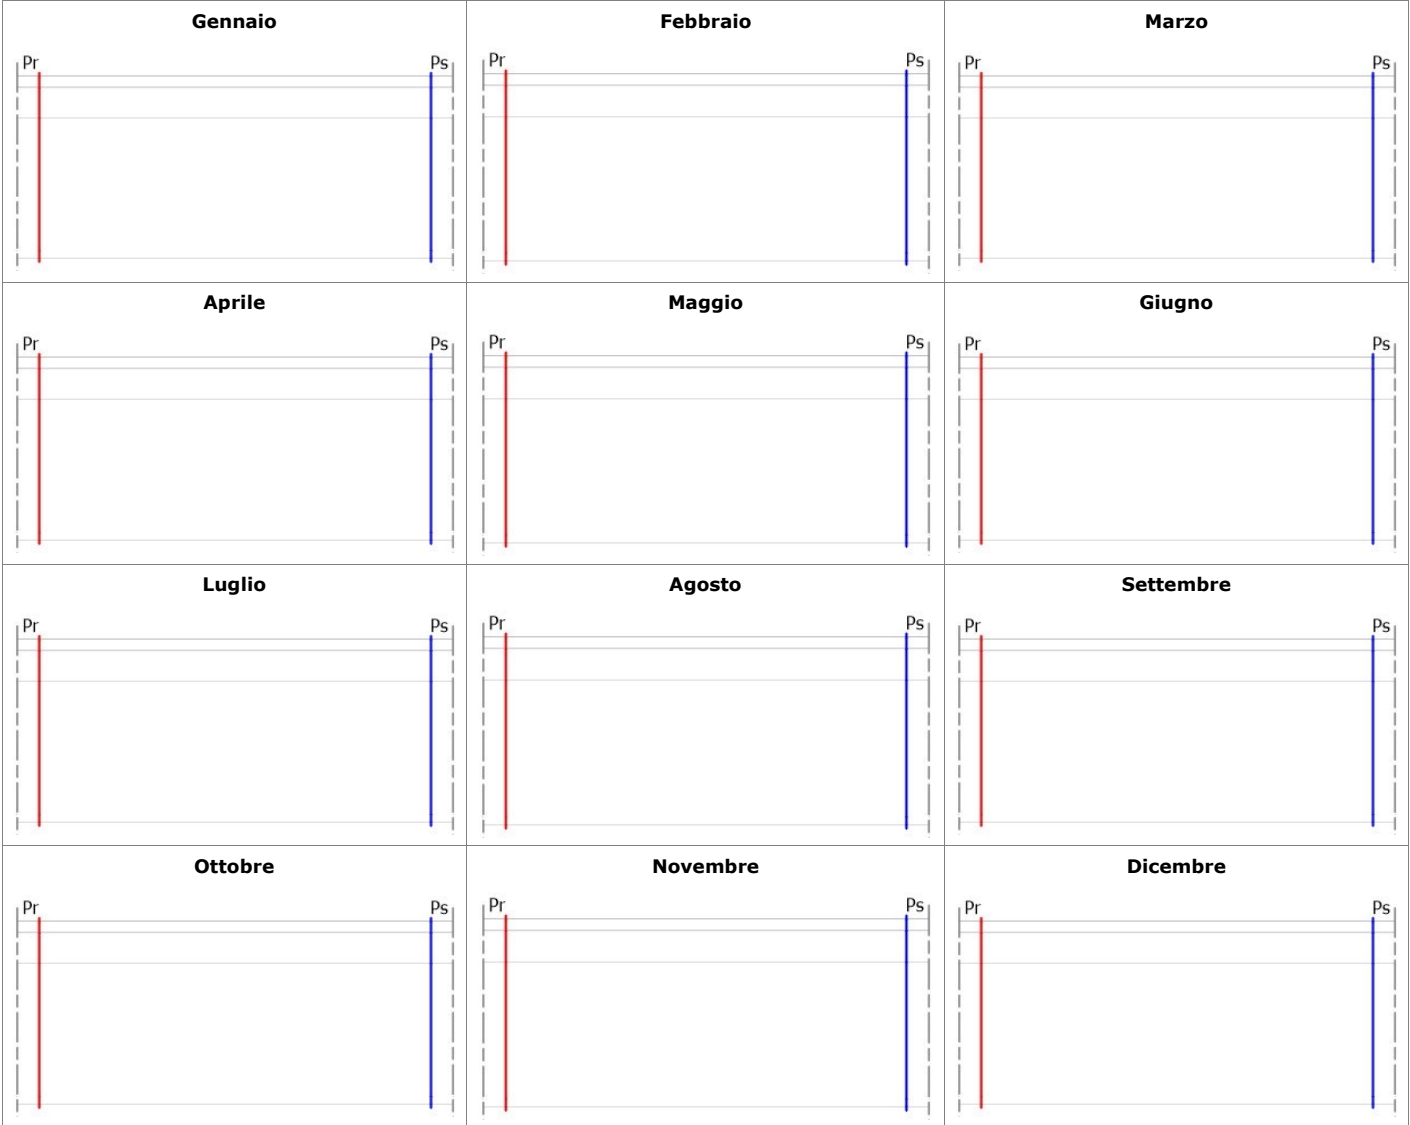 Gennaio Febbraio Marzo
Pr Ps Pr Ps Pr Ps
Aprile Maggio Giugno
Pr Ps Pr Ps Pr Ps
Luglio Agosto Settembre
Pr Ps Pr Ps Pr Ps
Ottobre Novembre Dicembre
Pr Ps Pr Ps Pr Ps